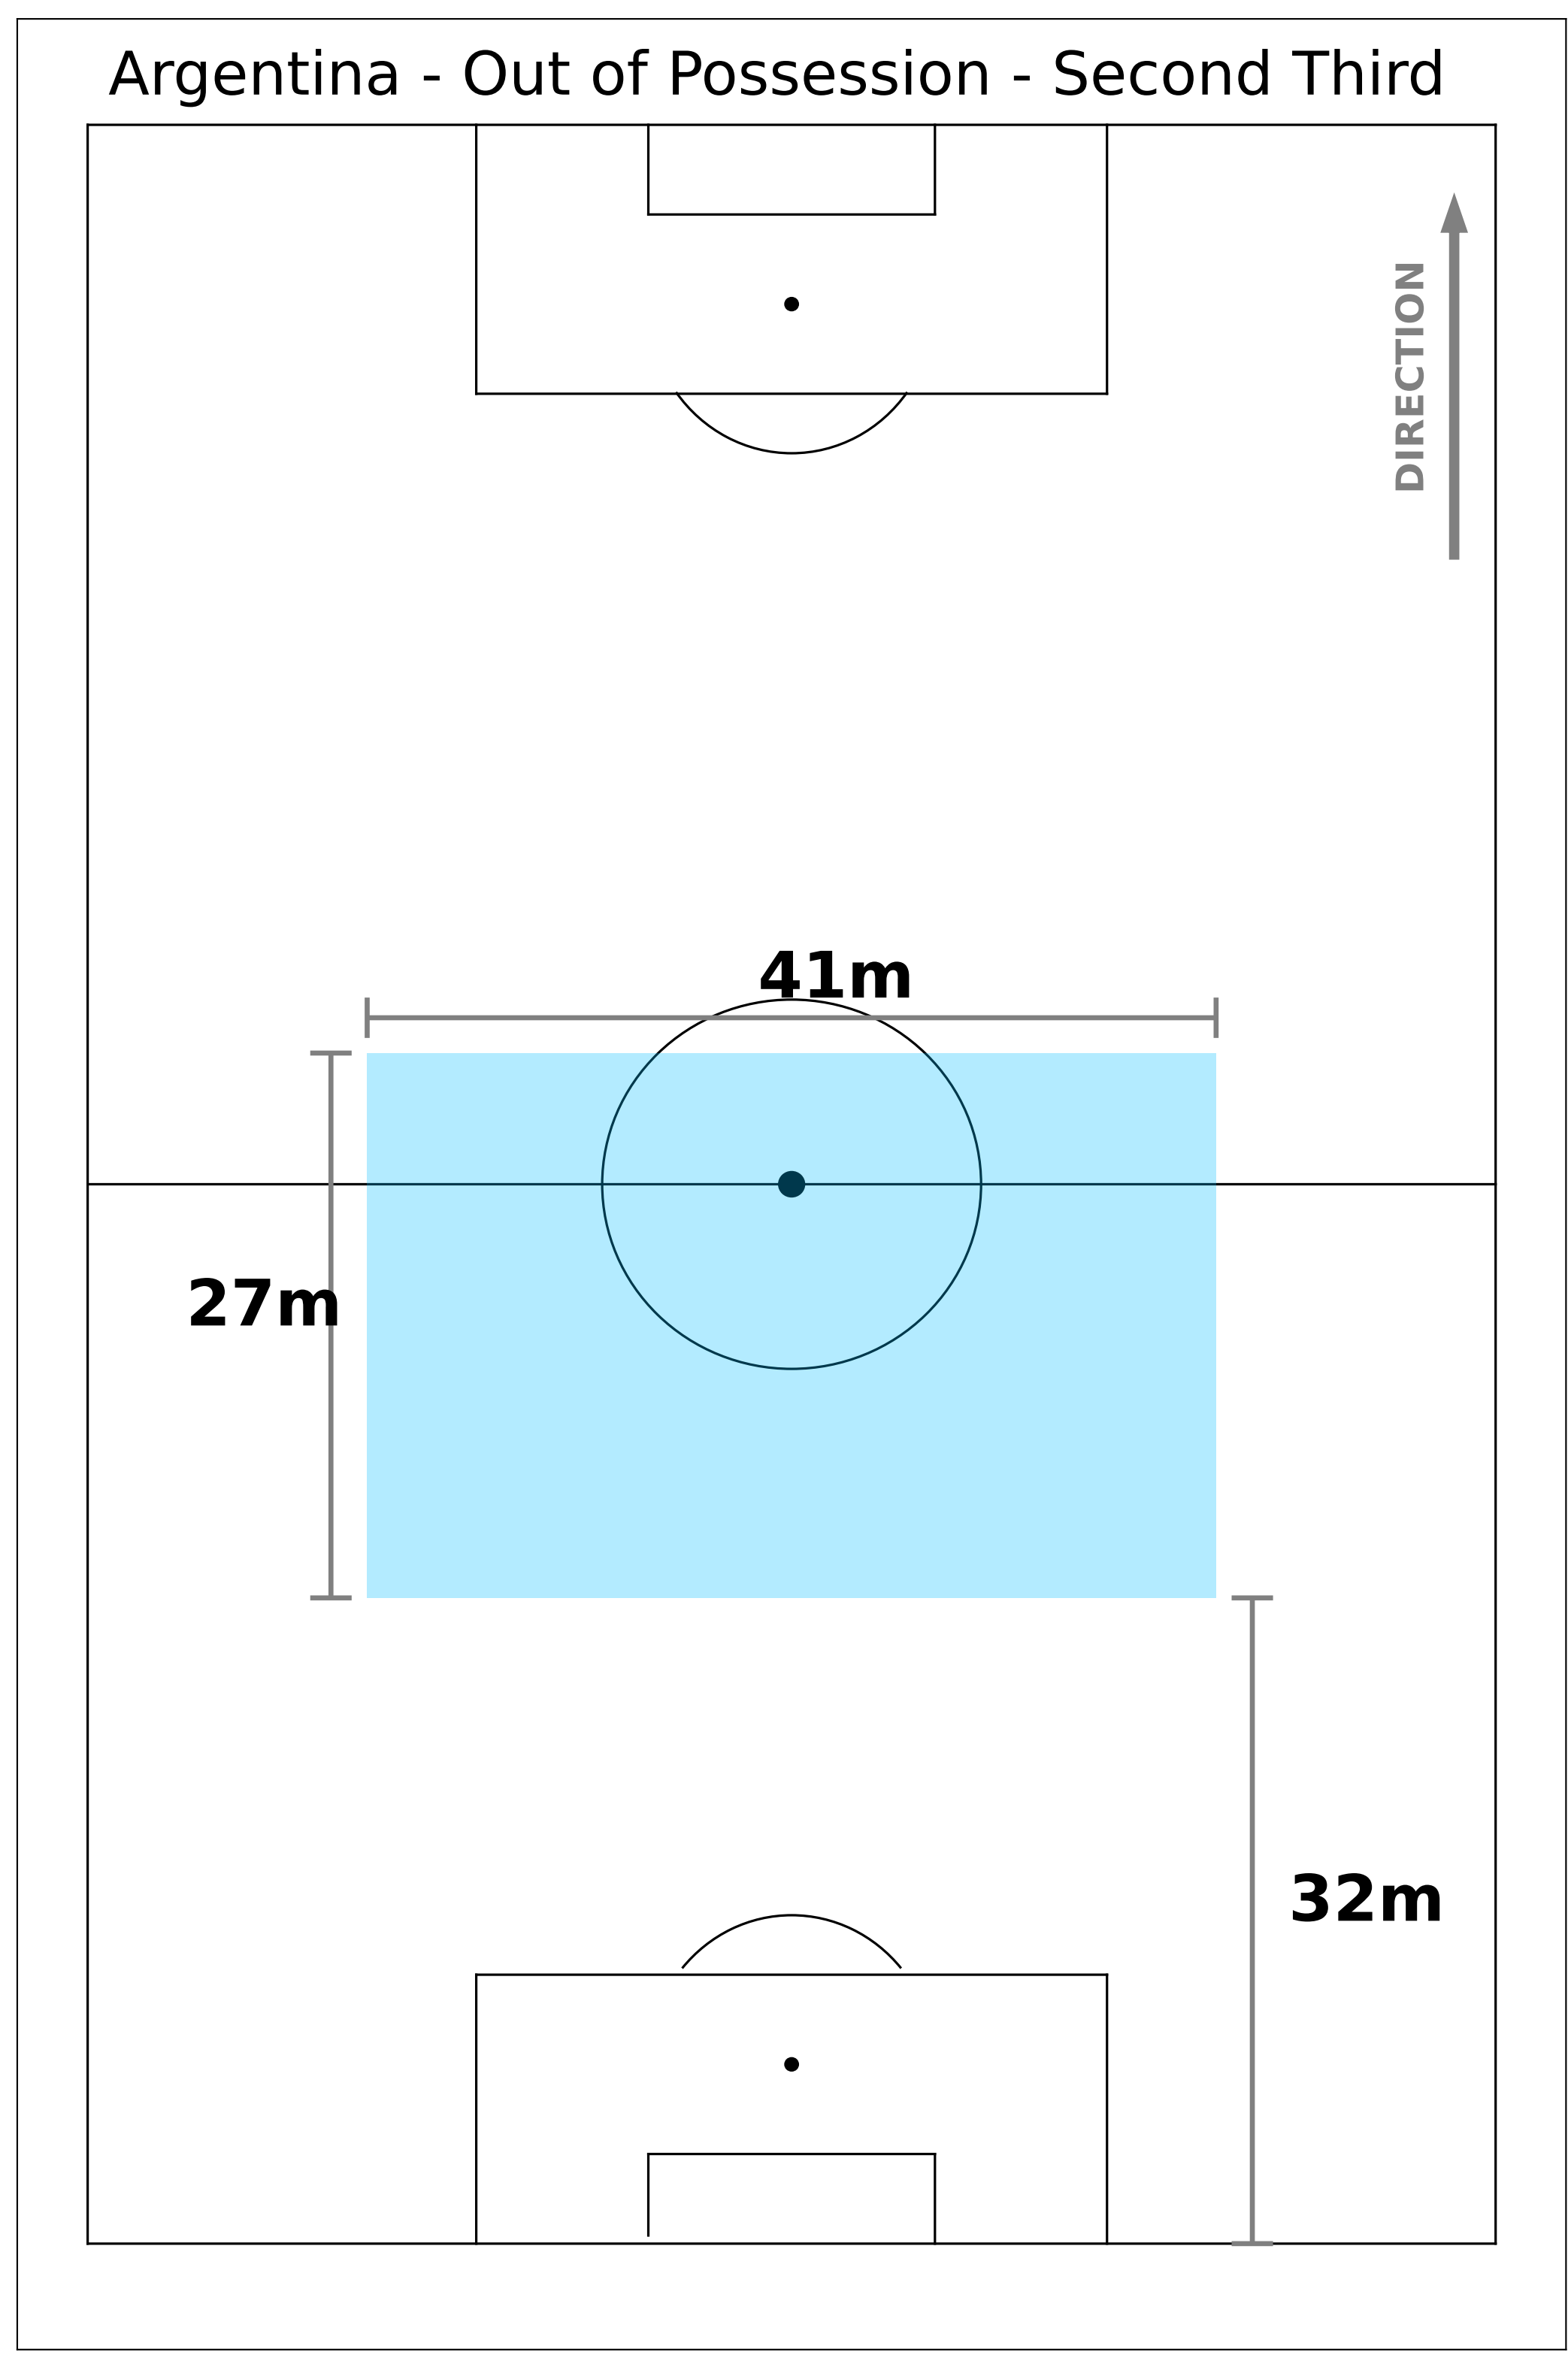 Argentina - Out of Possession - Second Third
DIRECTION
41m
27m
32m